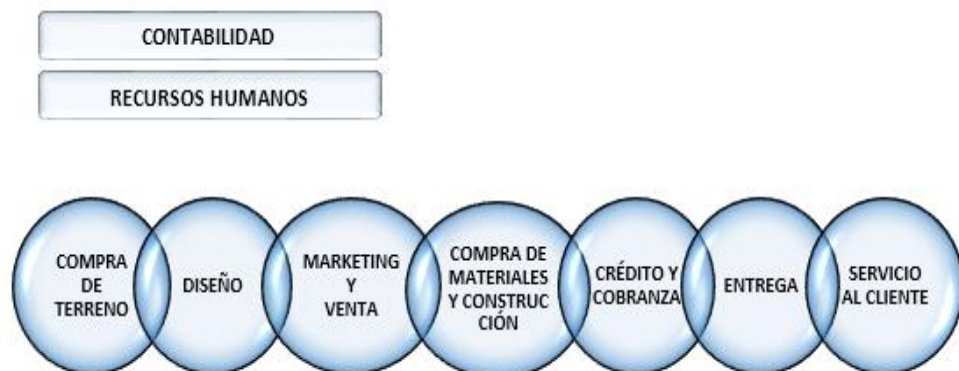 CONTABILIDAD
RECURSOS HUMANOS
COMPRA
DE
TERRENO
DISEÑO
MARKETING
Y
VENTA
COMPRA DE
MATERIALES
Y CONSTRUC
CIÓN
CRÉDITO Y
COBRANZA
ENTREGA
SERVICIO
AL CLIENTE